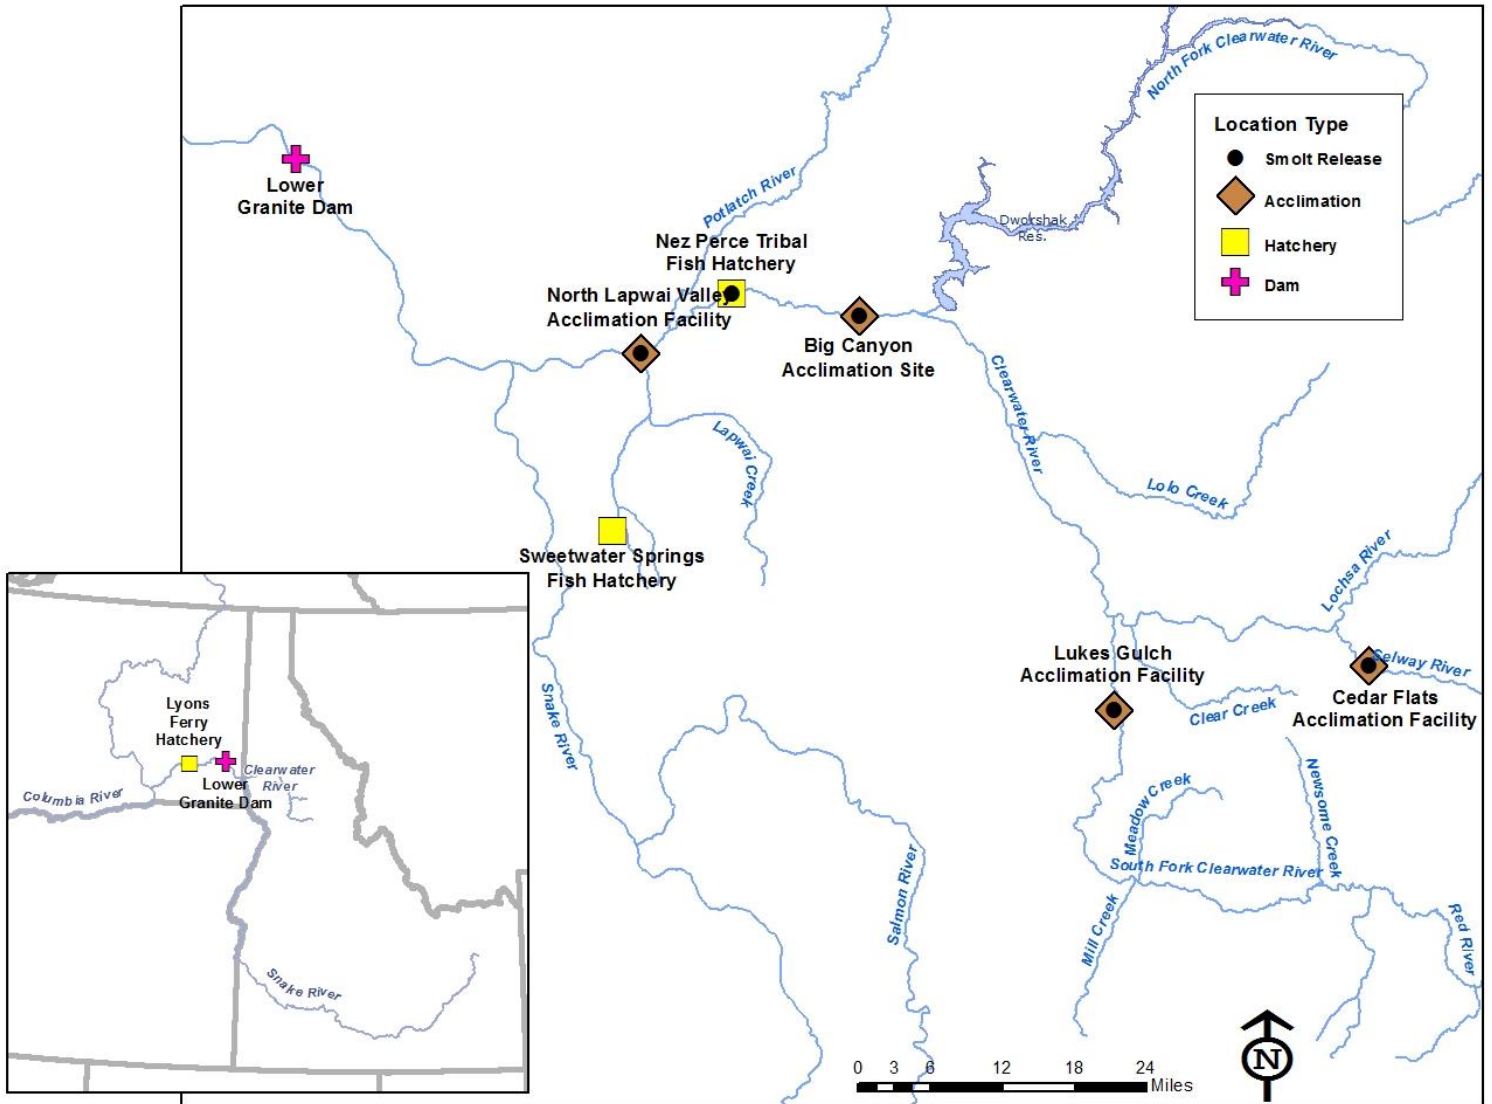 North Fork Clearwater River
Location Type
Smolt Release
Acclimation
Hatchery
Dam
Lower
Granite Dam
Potlatch River
Dworshak
Res.
Nez Perce Tribal
Fish Hatchery
North Lapwai Valley
Acclimation Facility
Big Canyon
Acclimation Site
Clearwater River
Lapwai Creek
Lolo Creek
Sweetwater Springs
Fish Hatchery
Lochsa River
Lukes Gulch
Acclimation Facility
Selway River
Cedar Flats
Acclimation Facility
Clear Creek
Snake River
Meadow Creek
Newsome Creek
South Fork Clearwater River
Salmon River
Mill Creek
Red River
Lyons
Ferry
Hatchery
Clearwater
River
Lower
Granite Dam
Columbia River
Snake River
0 3 6 12 18 24
Miles
N